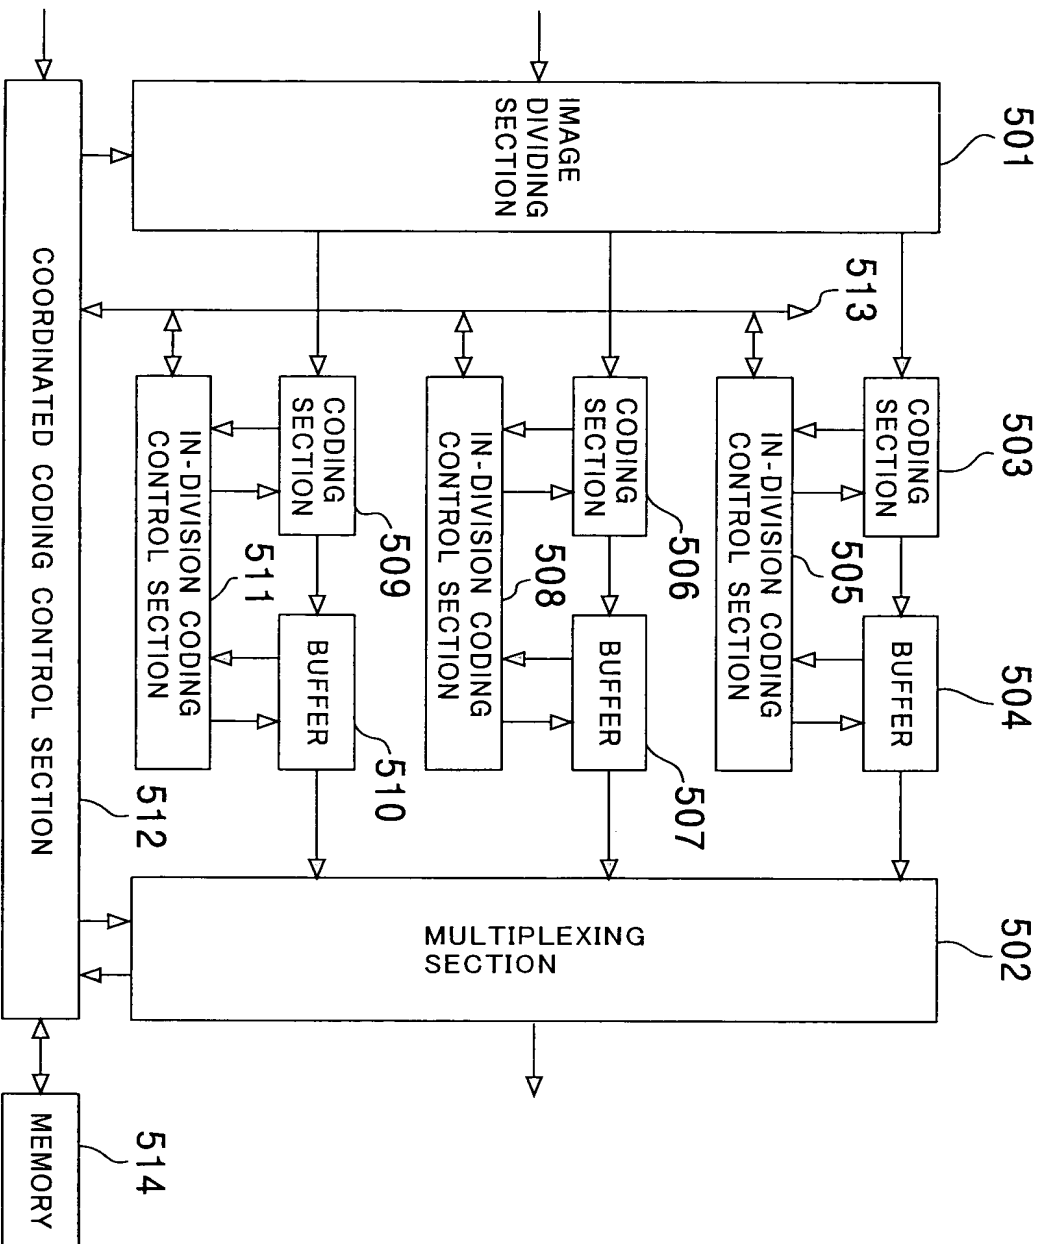 501
IMAGE
DIVIDING
SECTION
513
503
CODING
SECTION
504
BUFFER
IN-DIVISION CODING
CONTROL SECTION
505
506
CODING
SECTION
507
BUFFER
IN-DIVISION CODING
CONTROL SECTION
508
509
CODING
SECTION
510
BUFFER
IN-DIVISION CODING
CONTROL SECTION
511
502
MULTIPLEXING
SECTION
COORDINATED CODING CONTROL SECTION
512
MEMORY
514